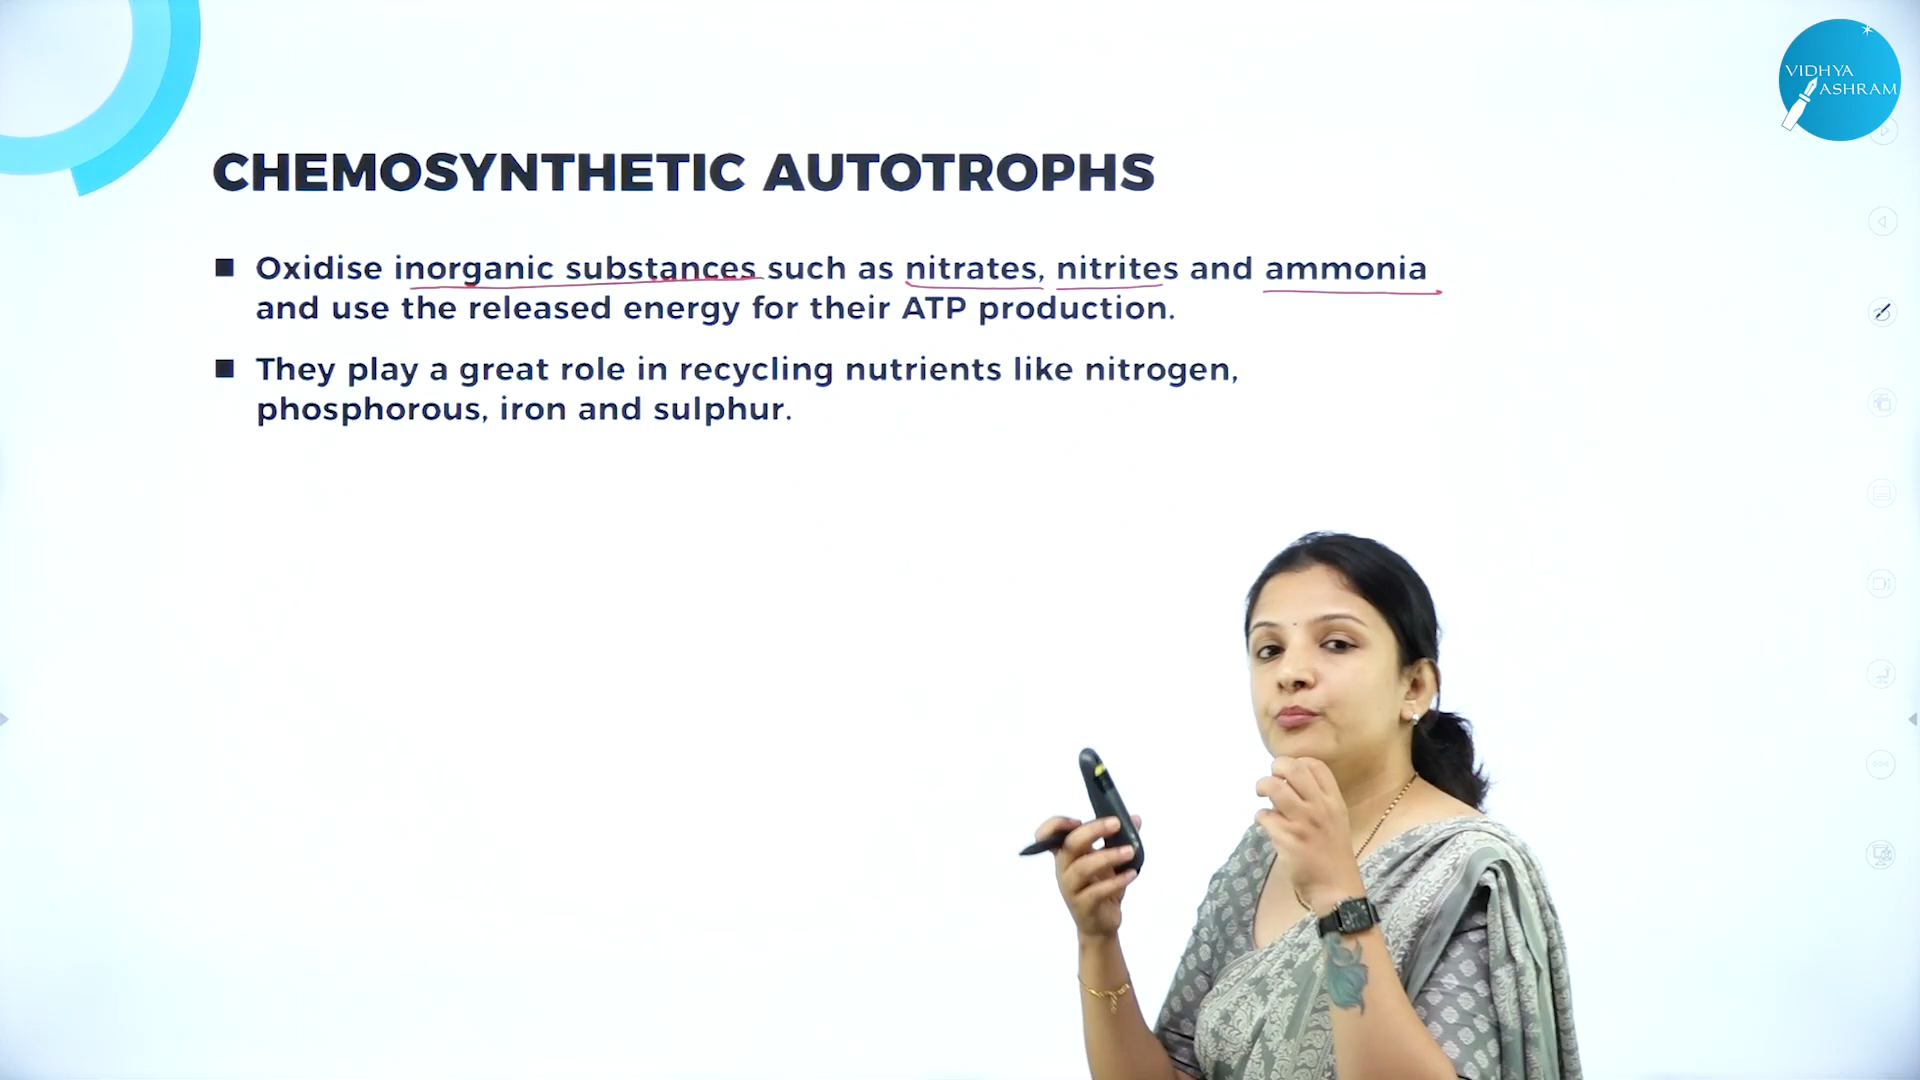 VIDHYA
ASHRAM
CHEMOSYNTHETIC AUTOTROPHS
■ Oxidise inorganic substances such as nitrates, nitrites and ammonia
and use the released energy for their ATP production.
■ They play a great role in recycling nutrients like nitrogen,
phosphorous, iron and sulphur.